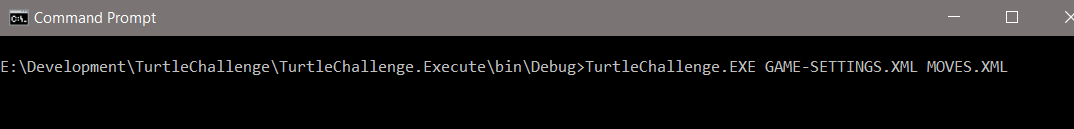 Command Prompt
E:\Development\TurtleChallenge\TurtleChallenge.Execute\bin\Debug>TurtleChallenge.EXE GAME-SETTINGS.XML MOVES.XML